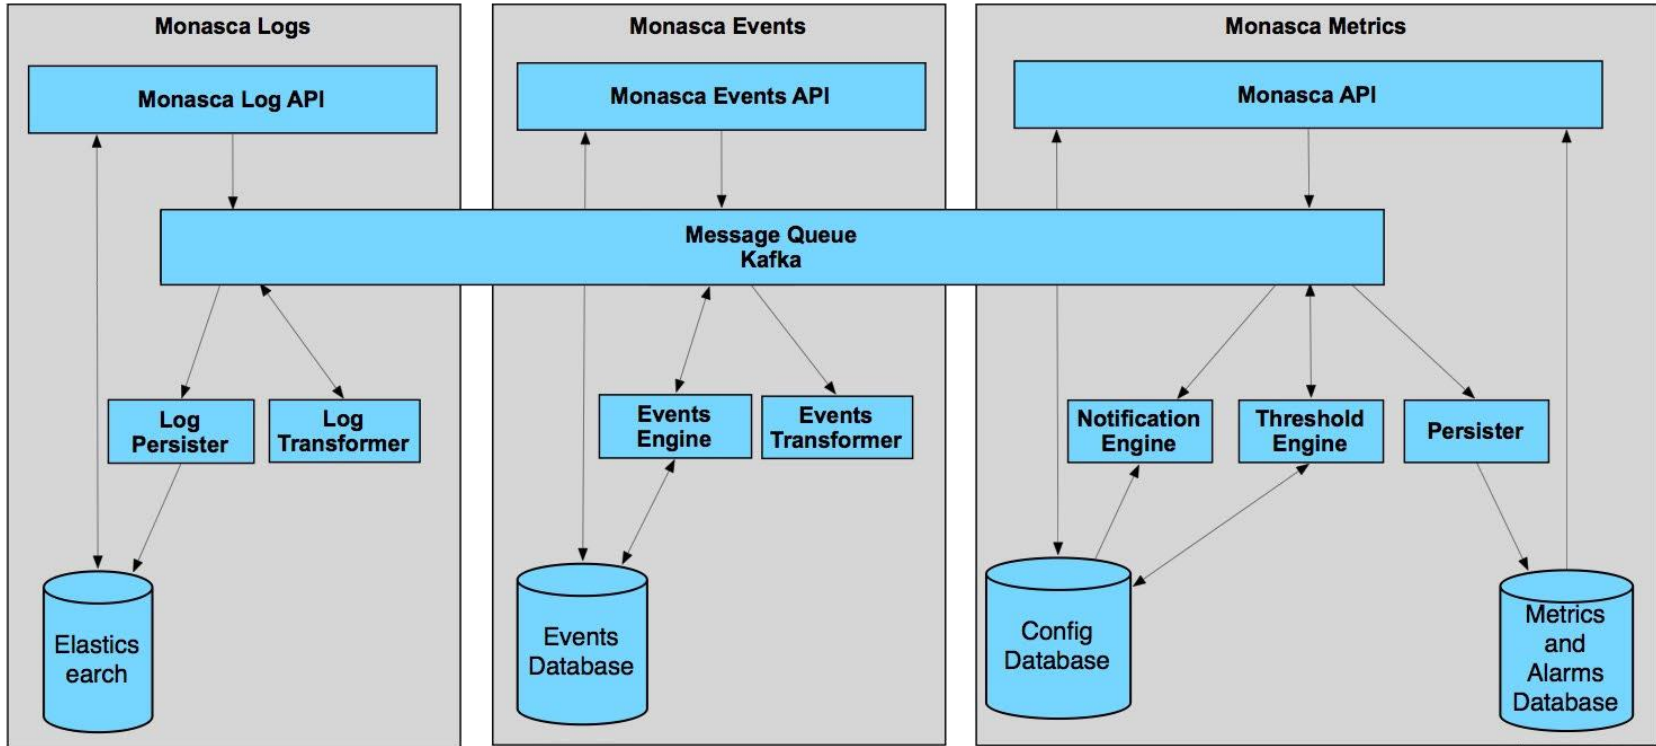 Monasca Logs
Monasca Events
Monasca Metrics
Monasca Log API
Monasca Events API
Monasca API
Message Queue
Kafka
Log
Persister
Log
Transformer
Events
Engine
Events
Transformer
Notification
Engine
Threshold
Engine
Persister
Elastics
earch
Events
Database
Config
Database
Metrics
and
Alarms
Database